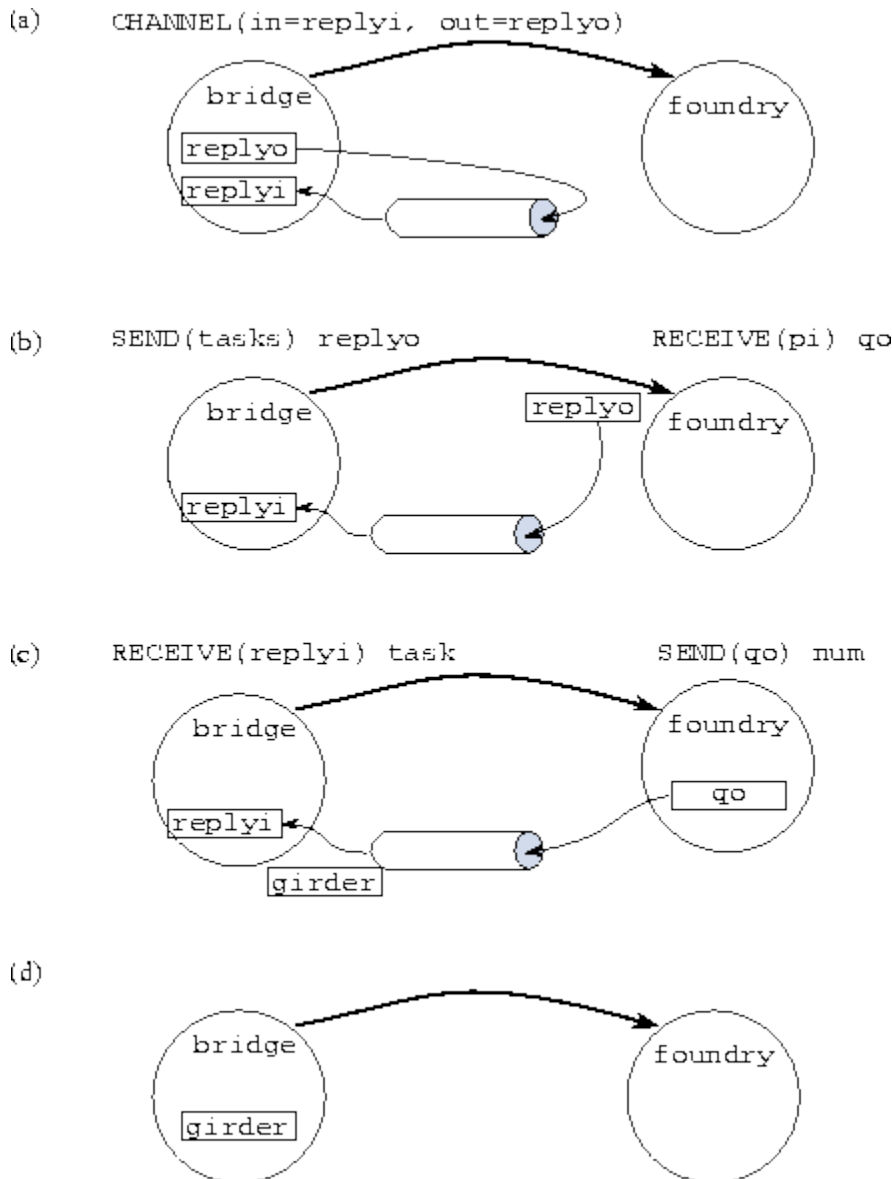 (a) CHANNEL(in=replyi, out=replyo)
bridge
foundry
replyo
replyi
(b) SEND(tasks) replyo RECEIVE(pi) qo
bridge
replyo
foundry
replyi
(c) RECEIVE(replyi) task SEND(qo) num
bridge
foundry
qo
replyi
girder
(d)
bridge
foundry
girder